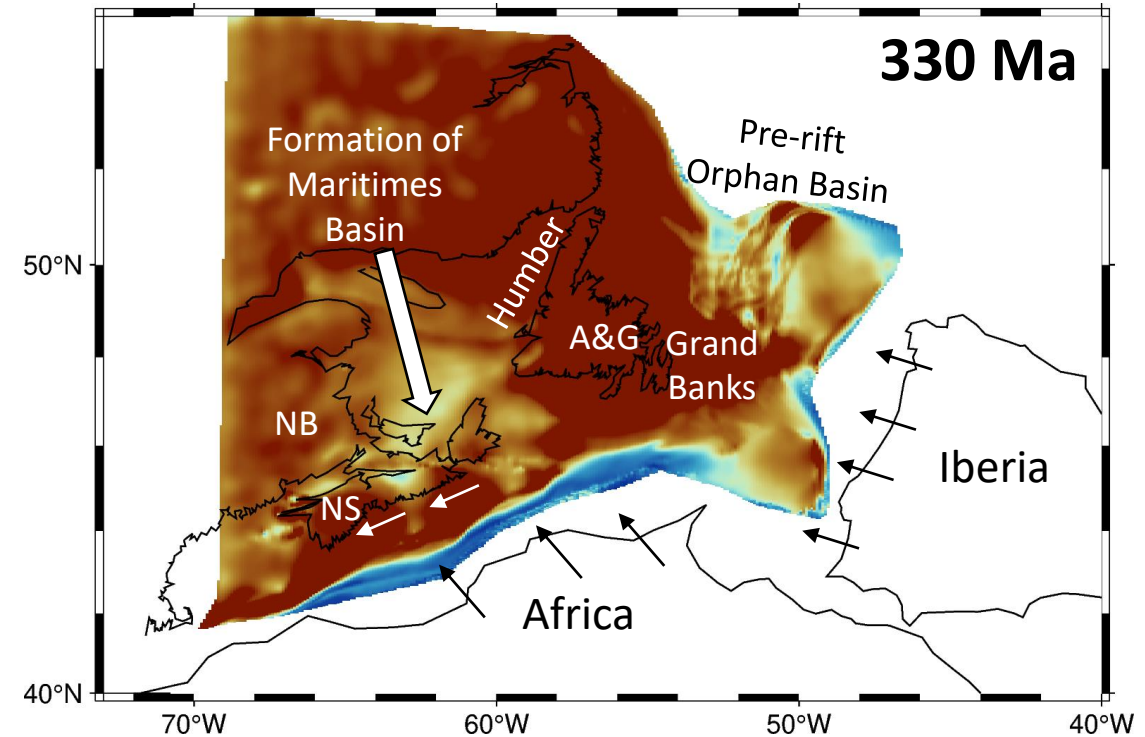 330 Ma
Pre-rift
Orphan Basin
Formation of
Maritimes
Basin
Humber
50°N
A&G
Grand
Banks
NB
Iberia
NS
Africa
40°N
70°W
60°W
50°W
40°W